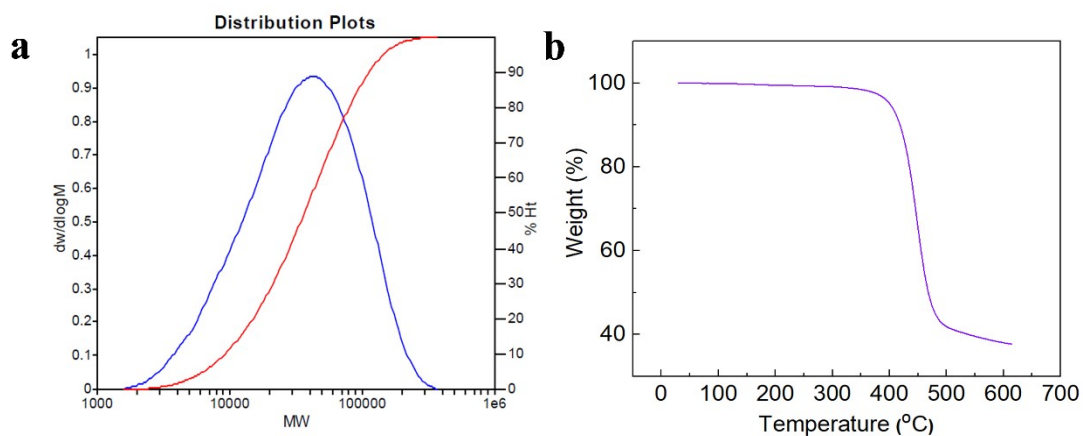 a
Distribution Plots
1
0.9
0.8
0.7
0.6
0.5
0.4
0.3
0.2
0.1
0
dw/dlogM
90
80
70
60
50
40
30
20
10
0
% Ht
1000
10000
100000
1e6
MW
b
100
80
60
40
Weight (%)
0 100 200 300 400 500 600 700
Temperature (°C)